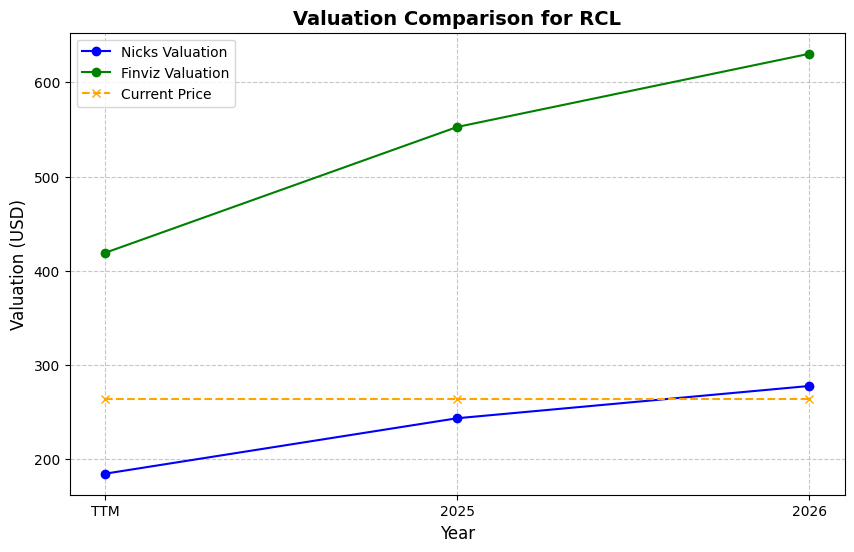 Valuation Comparison for RCL
Nicks Valuation
Finviz Valuation
Current Price
Valuation (USD)
600
500
400
300
200
TTM
2025
2026
Year